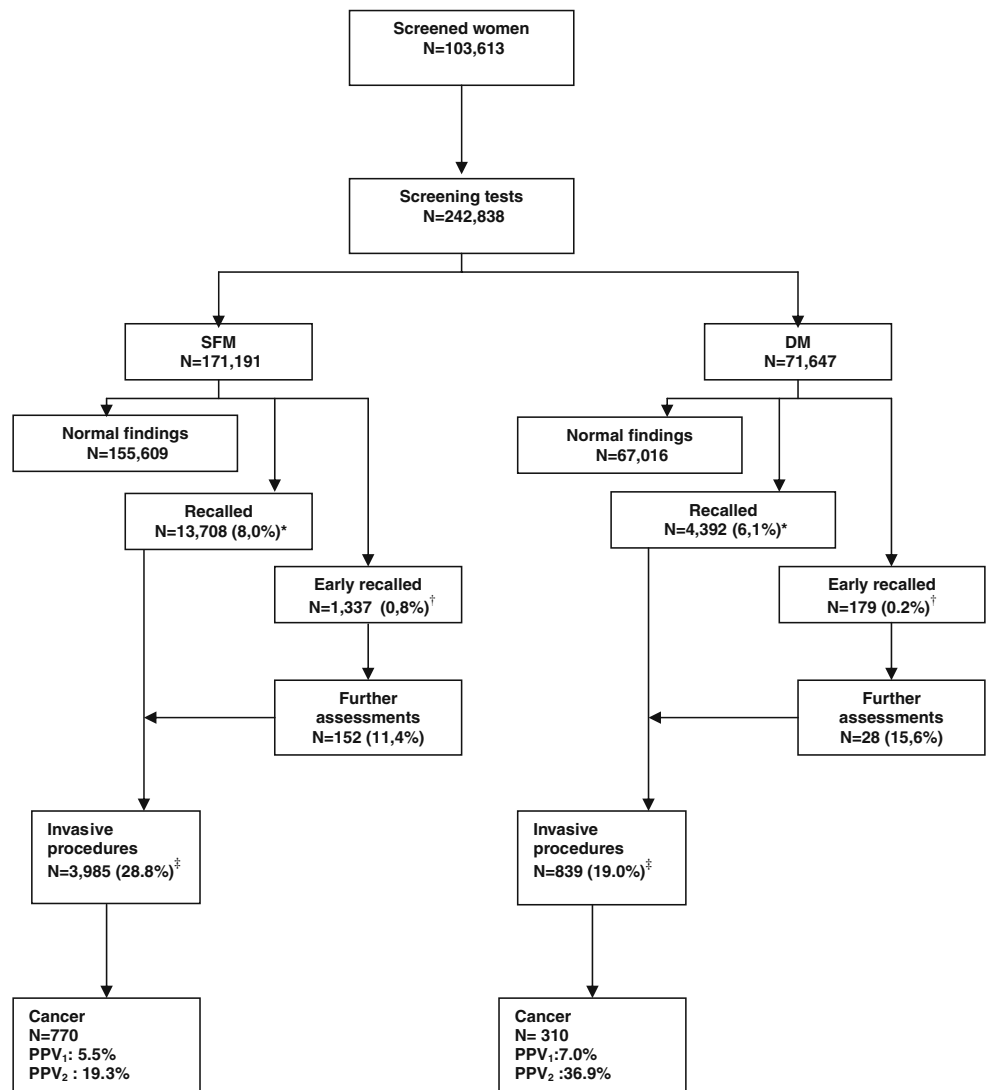 Screened women
N=103,613
Screening tests
N=242,838
SFM
N=171,191
Normal findings
N=155,609
Recalled
N=13,708 (8,0%)*
Early recalled
N=1,337 (0,8%)†
Further
assessments
N=152 (11,4%)
Invasive
procedures
N=3,985 (28.8%)‡
Cancer
N=770
PPV₁: 5.5%
PPV₂ : 19.3%
DM
N=71,647
Normal findings
N=67,016
Recalled
N=4,392 (6,1%)*
Early recalled
N=179 (0.2%)†
Further
assessments
N=28 (15,6%)
Invasive
procedures
N=839 (19.0%)‡
Cancer
N= 310
PPV₁:7.0%
PPV₂ :36.9%